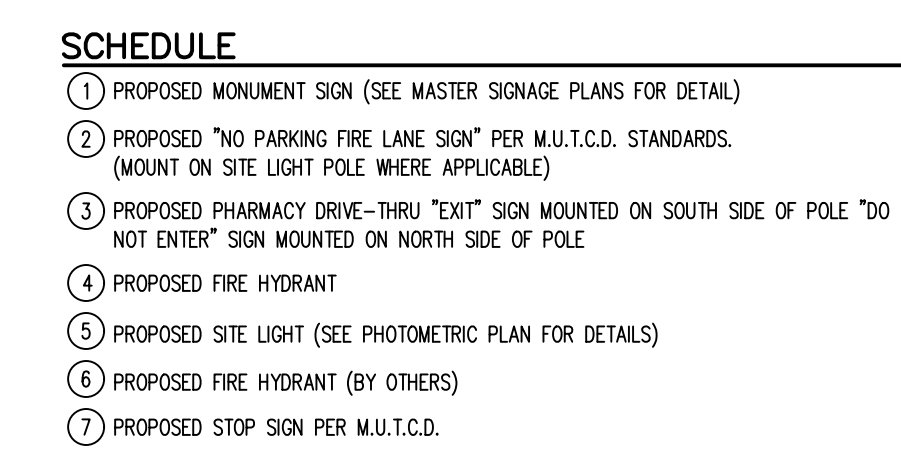 SCHEDULE
1 PROPOSED MONUMENT SIGN (SEE MASTER SIGNAGE PLANS FOR DETAIL)
2 PROPOSED "NO PARKING FIRE LANE SIGN" PER M.U.T.C.D. STANDARDS.
(MOUNT ON SITE LIGHT POLE WHERE APPLICABLE)
3 PROPOSED PHARMACY DRIVE-THRU "EXIT" SIGN MOUNTED ON SOUTH SIDE OF POLE "DO
NOT ENTER" SIGN MOUNTED ON NORTH SIDE OF POLE
4 PROPOSED FIRE HYDRANT
5 PROPOSED SITE LIGHT (SEE PHOTOMETRIC PLAN FOR DETAILS)
6 PROPOSED FIRE HYDRANT (BY OTHERS)
7 PROPOSED STOP SIGN PER M.U.T.C.D.